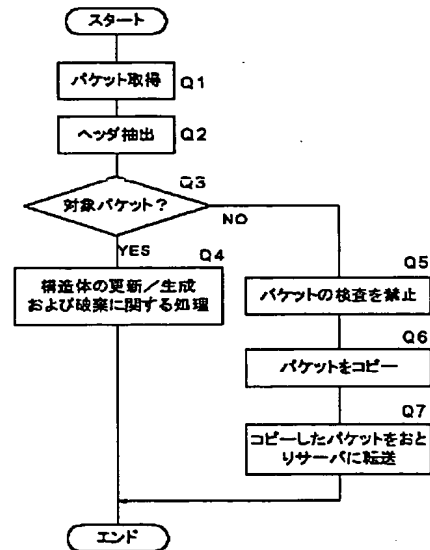 スタート
パケット取得
Q1
ヘッダ抽出
Q2
Q3
対象パケット?
NO
YES
Q4
構造体の更新/生成
および破棄に関する処理
Q5
パケットの検査を禁止
Q6
パケットをコピー
Q7
コピーしたパケットをおと
りサーバに転送
エンド